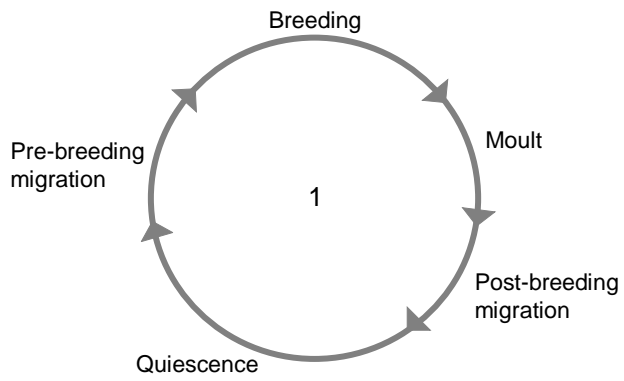 Breeding
Moult
Pre-breeding
migration
1
Post-breeding
migration
Quiescence